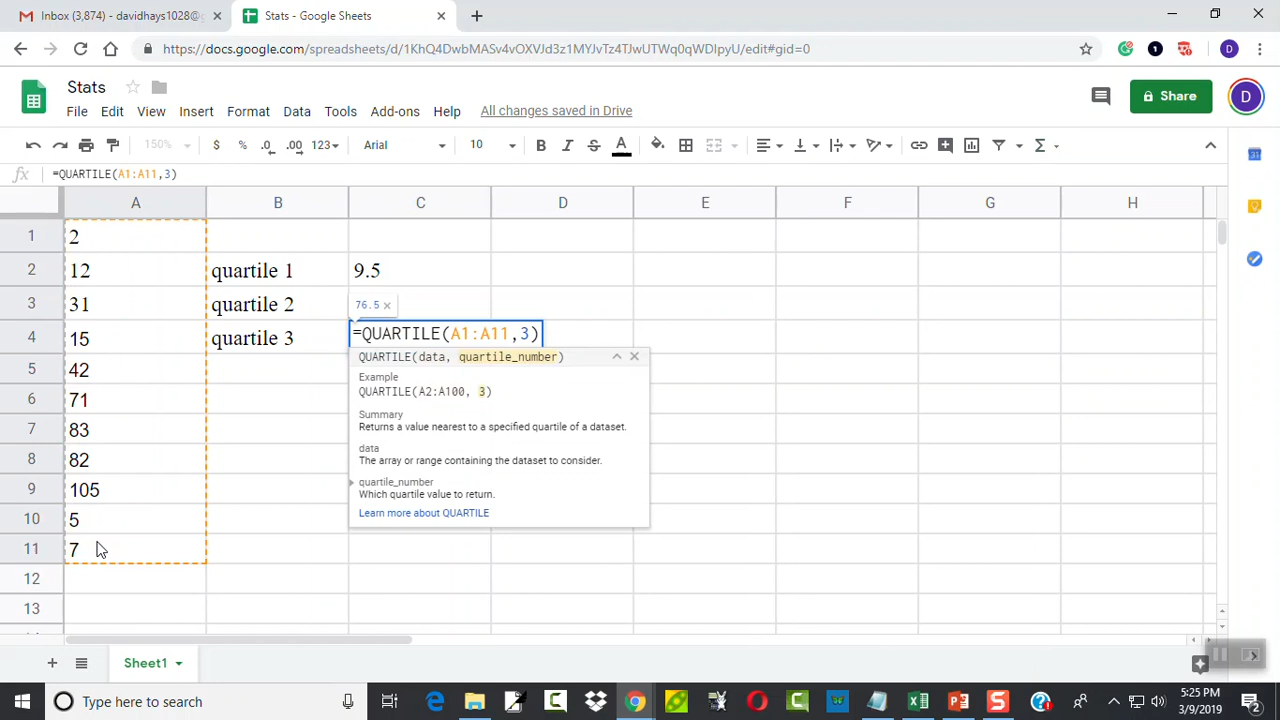 Inbox (3,874) - davidhays1028@g
Stats - Google Sheets
https://docs.google.com/spreadsheets/d/1KhQ4DwbMASv4vOXVJd3z1MYJvTz4TJwUTWq0qWDIpyU/edit#gid=0
D
Stats
File Edit View Insert Format Data Tools Add-ons Help All changes saved in Drive
Share
D
150% $ % .0 .00 123 Arial 10 B I S A
fx =QUARTILE(A1:A11,3)
A B C D E F G H
1 2
2 12 quartile 1 9.5
3 31 quartile 2 76.5 ×
4 15 quartile 3 =QUARTILE(A1:A11,3)
QUARTILE(data, quartile_number)
5 42
Example
QUARTILE(A2:A100, 3)
6 71
Summary
Returns a value nearest to a specified quartile of a dataset.
7 83
data
The array or range containing the dataset to consider.
8 82
quartile_number
Which quartile value to return.
9 105
Learn more about QUARTILE
10 5
11 7
12
13
Sheet1
Type here to search
5:25 PM
3/9/2019
2